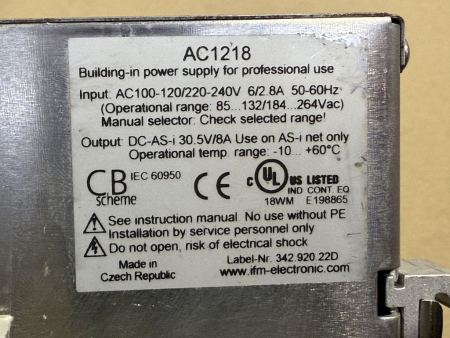 AC1218
Building-in power supply for professional use
Input: AC100-120/220-240V 6/2.8A 50-60Hz
(Operational range: 85...132/184...264Vac)
Manual selector: Check selected range!
Output: DC-AS-i 30.5V/8A Use on AS-i net only
Operational temp. range: -10... +60°C
CB scheme IEC 60950
CE
c UL US LISTED
IND. CONT. EQ
18WM E198865
See instruction manual. No use without PE
Installation by service personnel only
Do not open, risk of electrical shock
Made in
Czech Republic
Label-Nr. 342.920.22D
www.ifm-electronic.com